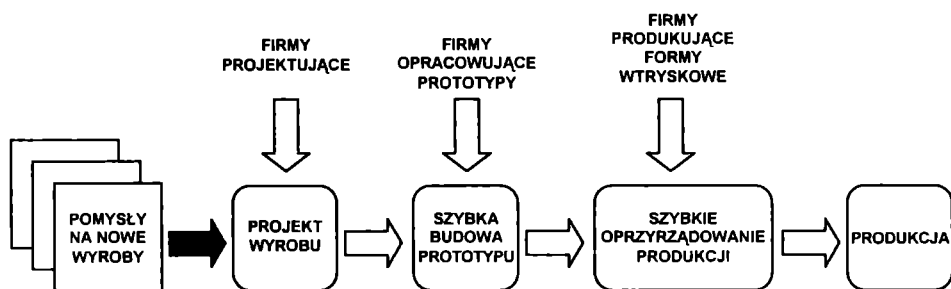 FIRMY
PROJEKTUJĄCE
FIRMY
OPRACOWUJĄCE
PROTOTYPY
FIRMY
PRODUKUJĄCE
FORMY
WTRYSKOWE
POMYSŁY
NA NOWE
WYROBY
PROJEKT
WYROBU
SZYBKA
BUDOWA
PROTOTYPU
SZYBKIE
OPRZYRZĄDOWANIE
PRODUKCJI
PRODUKCJA